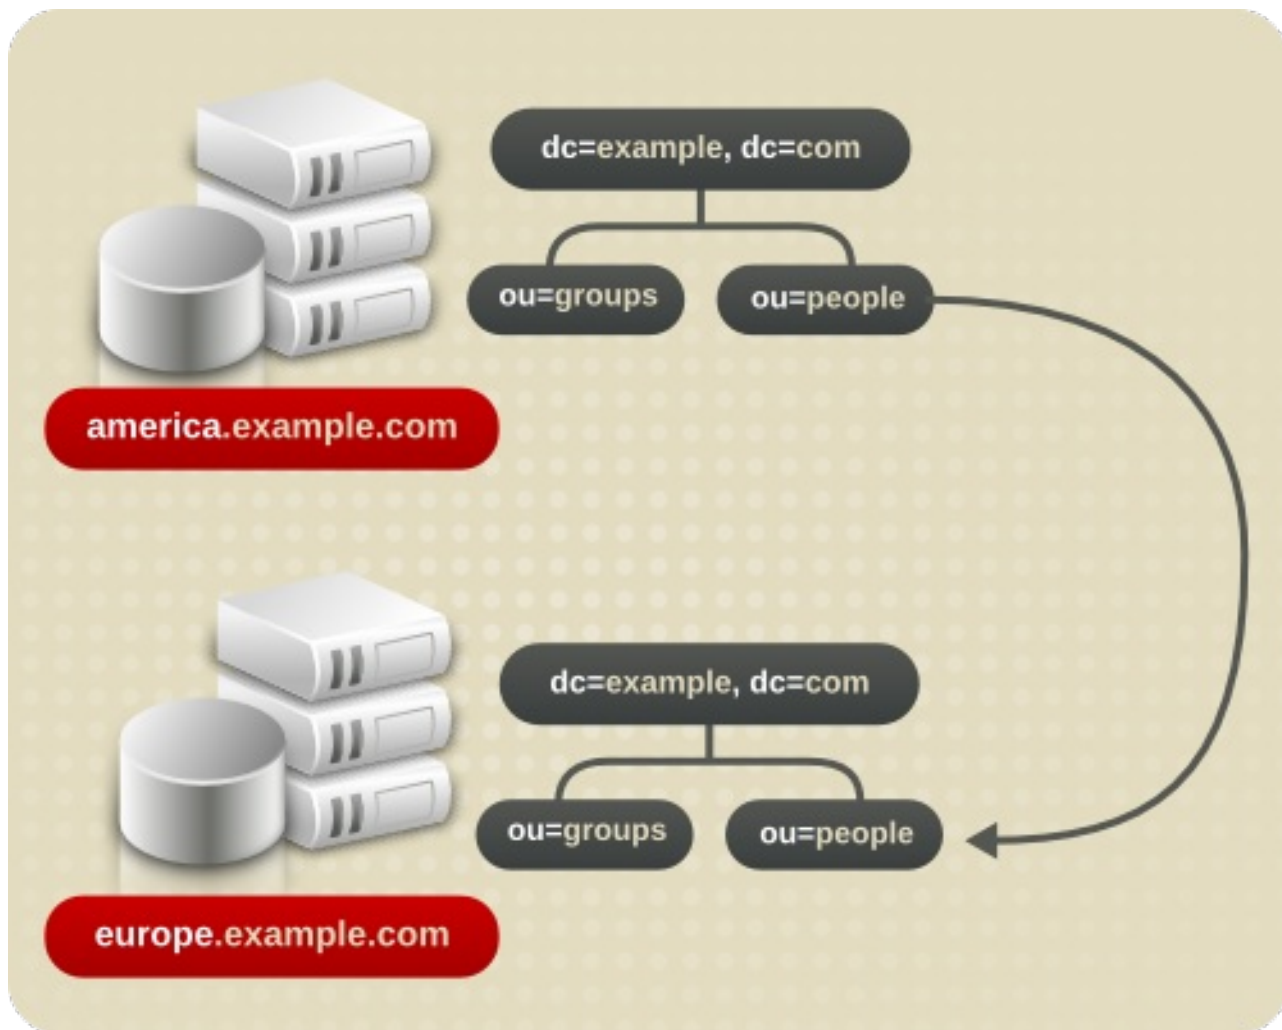 dc=example, dc=com
ou=groups
ou=people
america.example.com
dc=example, dc=com
ou=groups
ou=people
europe.example.com